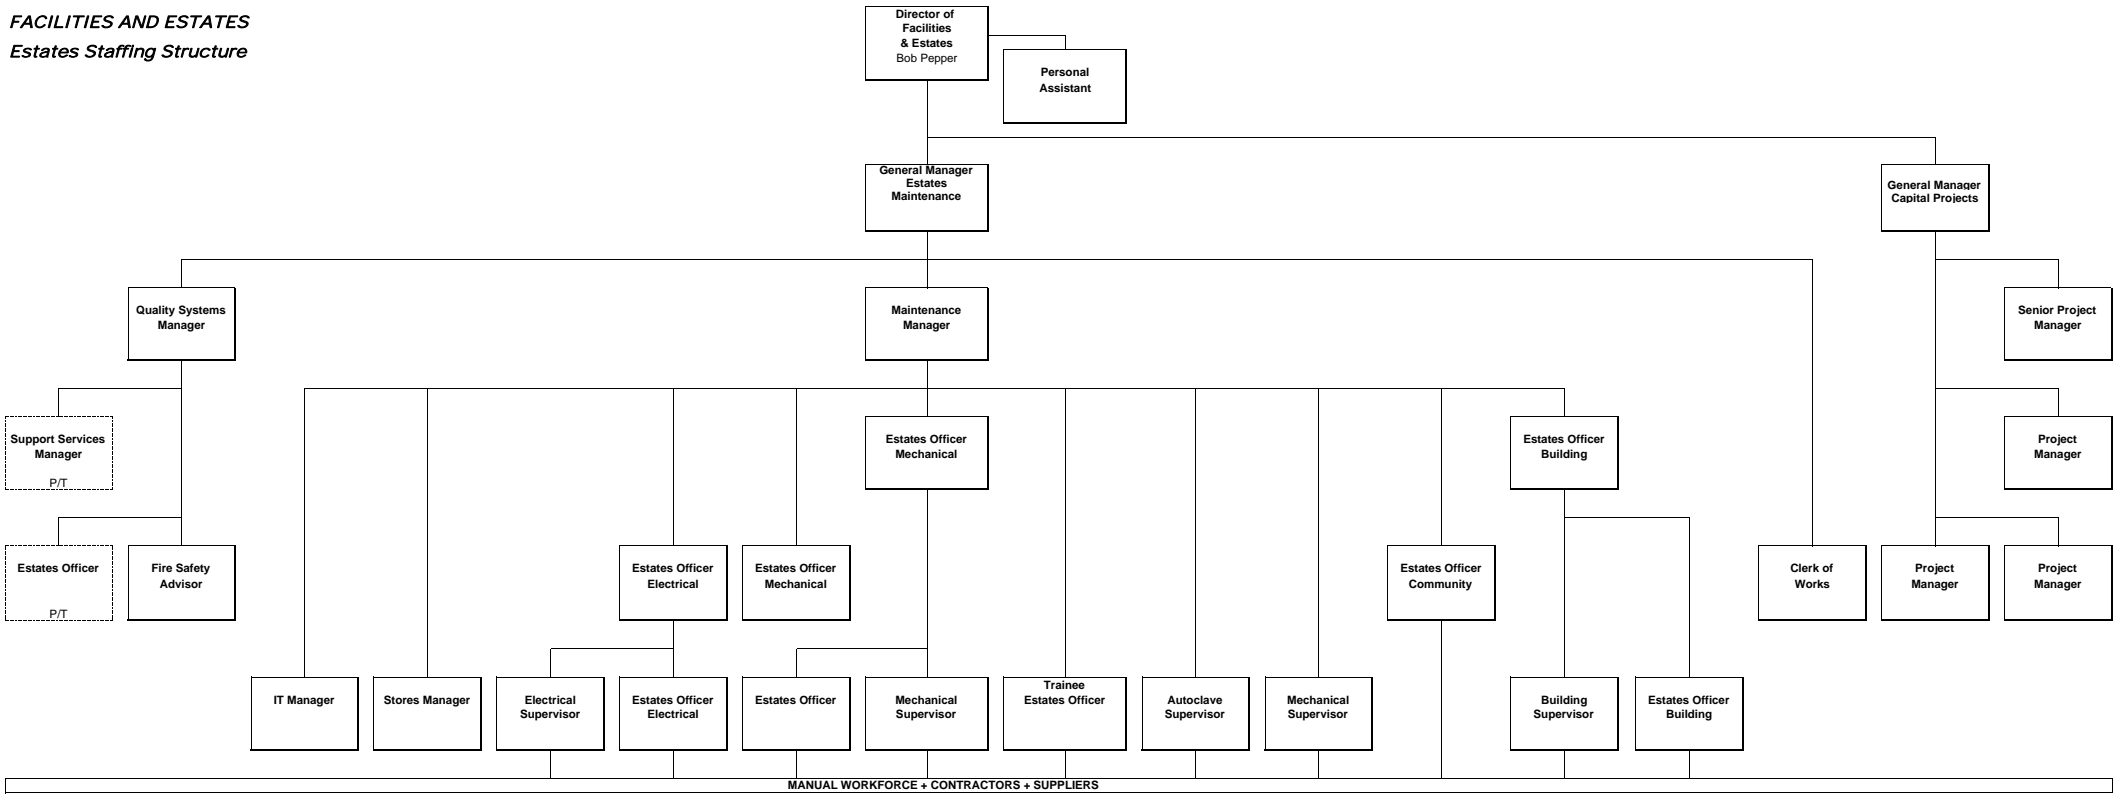 FACILITIES AND ESTATES
Estates Staffing Structure
Director of
Facilities
& Estates
Bob Pepper
Personal
Assistant
General Manager
Estates
Maintenance
General Manager
Capital Projects
Quality Systems
Manager
Maintenance
Manager
Senior Project
Manager
Support Services
Manager
P/T
Estates Officer
Mechanical
Estates Officer
Building
Project
Manager
Estates Officer
P/T
Fire Safety
Advisor
Estates Officer
Electrical
Estates Officer
Mechanical
Estates Officer
Community
Clerk of
Works
Project
Manager
Project
Manager
IT Manager
Stores Manager
Electrical
Supervisor
Estates Officer
Electrical
Estates Officer
Mechanical
Supervisor
Trainee
Estates Officer
Autoclave
Supervisor
Mechanical
Supervisor
Building
Supervisor
Estates Officer
Building
MANUAL WORKFORCE + CONTRACTORS + SUPPLIERS